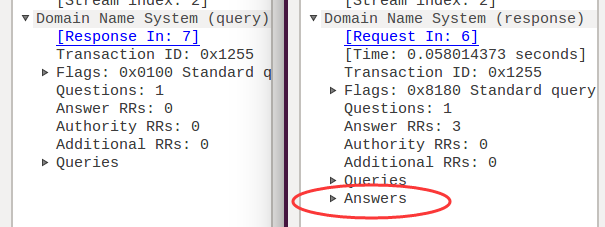 [Stream index: 2]
Domain Name System (query)
[Response In: 7]
Transaction ID: 0x1255
Flags: 0x0100 Standard qu
Questions: 1
Answer RRs: 0
Authority RRs: 0
Additional RRs: 0
Queries
[Stream index: 2]
Domain Name System (response)
[Request In: 6]
[Time: 0.058014373 seconds]
Transaction ID: 0x1255
Flags: 0x8180 Standard query
Questions: 1
Answer RRs: 3
Authority RRs: 0
Additional RRs: 0
Queries
Answers